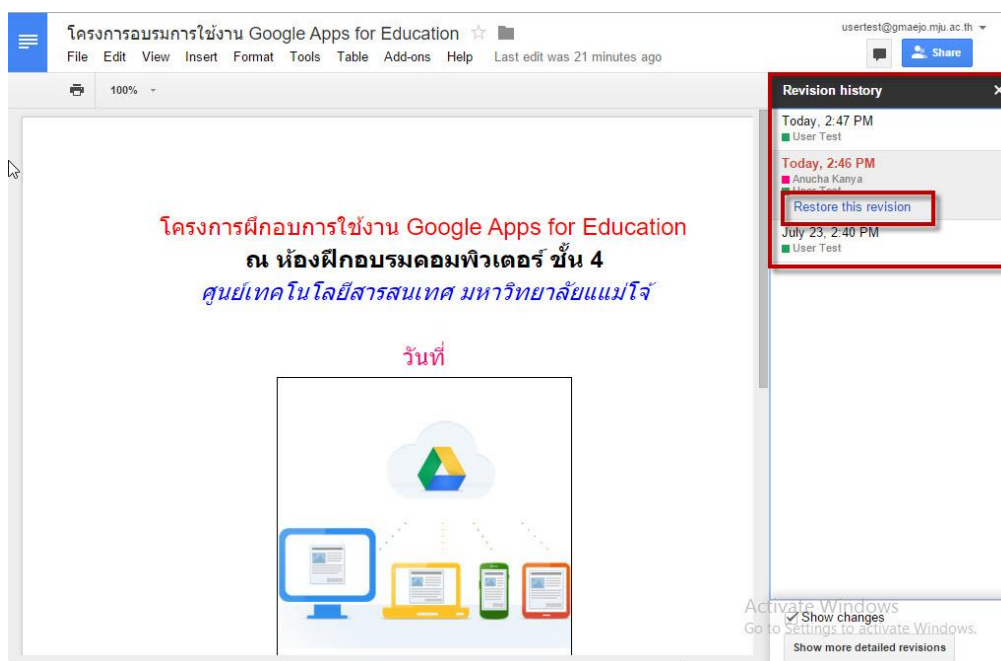 โครงการอบรมการใช้งาน Google Apps for Education
usertest@gmaejo.mju.ac.th
File Edit View Insert Format Tools Table Add-ons Help Last edit was 21 minutes ago
Share
100%
Revision history
Today, 2:47 PM
User Test
Today, 2:46 PM
Anucha Kanya
User Test
Restore this revision
July 23, 2:40 PM
User Test
โครงการฝึกอบการใช้งาน Google Apps for Education
ณ ห้องฝึกอบรมคอมพิวเตอร์ ชั้น 4
ศูนย์เทคโนโลยีสารสนเทศ มหาวิทยาลัยแแม่โจ้
วันที่
Activate Windows
Go to Settings to activate Windows.
Show changes
Show more detailed revisions